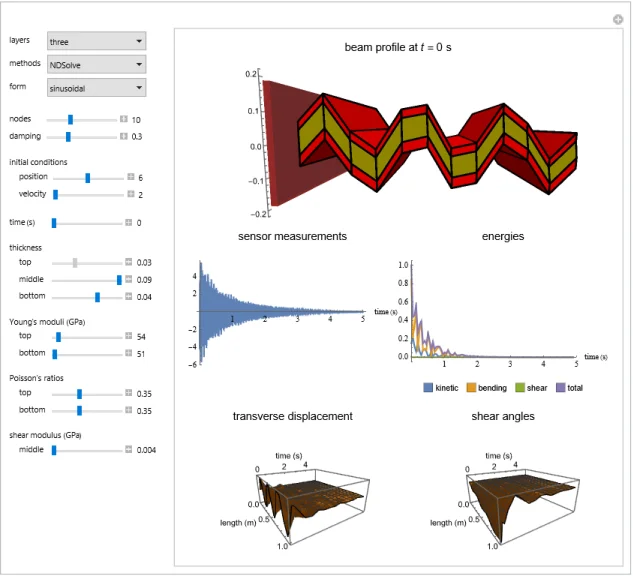 layers three
methods NDSolve
form sinusoidal
nodes 10
damping 0.3
initial conditions
position 6
velocity 2
time (s) 0
thickness
top 0.03
middle 0.09
bottom 0.04
Young's moduli (GPa)
top 54
bottom 51
Poisson's ratios
top 0.35
bottom 0.35
shear modulus (GPa)
middle 0.004
beam profile at t = 0 s
0.2
0.1
0.0
−0.1
−0.2
sensor measurements
4
2
−2
−4
−6
1 2 3 4 5 time (s)
energies
1.0
0.8
0.6
0.4
0.2
0.0
1 2 3 4 5 time (s)
kinetic bending shear total
transverse displacement
time (s)
0 2 4
0.0
length (m) 0.5
1.0
shear angles
time (s)
0 2 4
0.0
length (m) 0.5
1.0